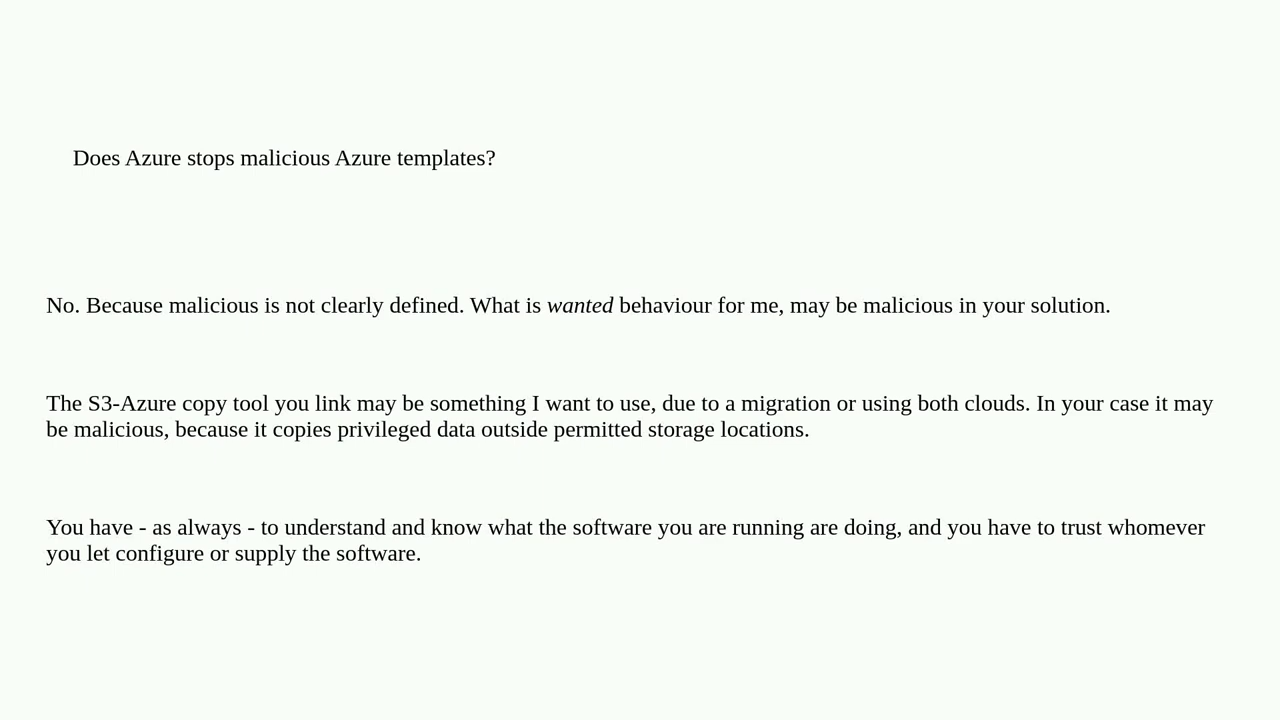 Does Azure stops malicious Azure templates?
No. Because malicious is not clearly defined. What is wanted behaviour for me, may be malicious in your solution.
The S3-Azure copy tool you link may be something I want to use, due to a migration or using both clouds. In your case it may
be malicious, because it copies privileged data outside permitted storage locations.
You have - as always - to understand and know what the software you are running are doing, and you have to trust whomever
you let configure or supply the software.